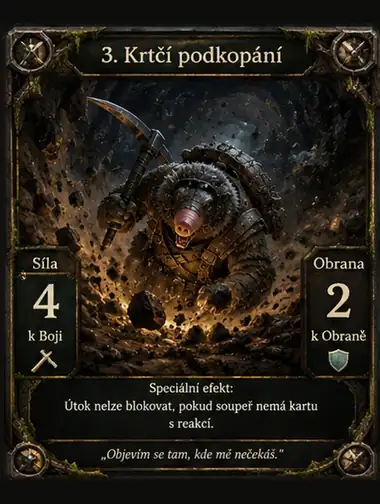 3. Krtčí podkopání
Síla
4
k Boji
Obrana
2
k Obraně
Speciální efekt:
Útok nelze blokovat, pokud soupeř nemá kartu
s reakcí.
„Objevím se tam, kde mě nečekáš."